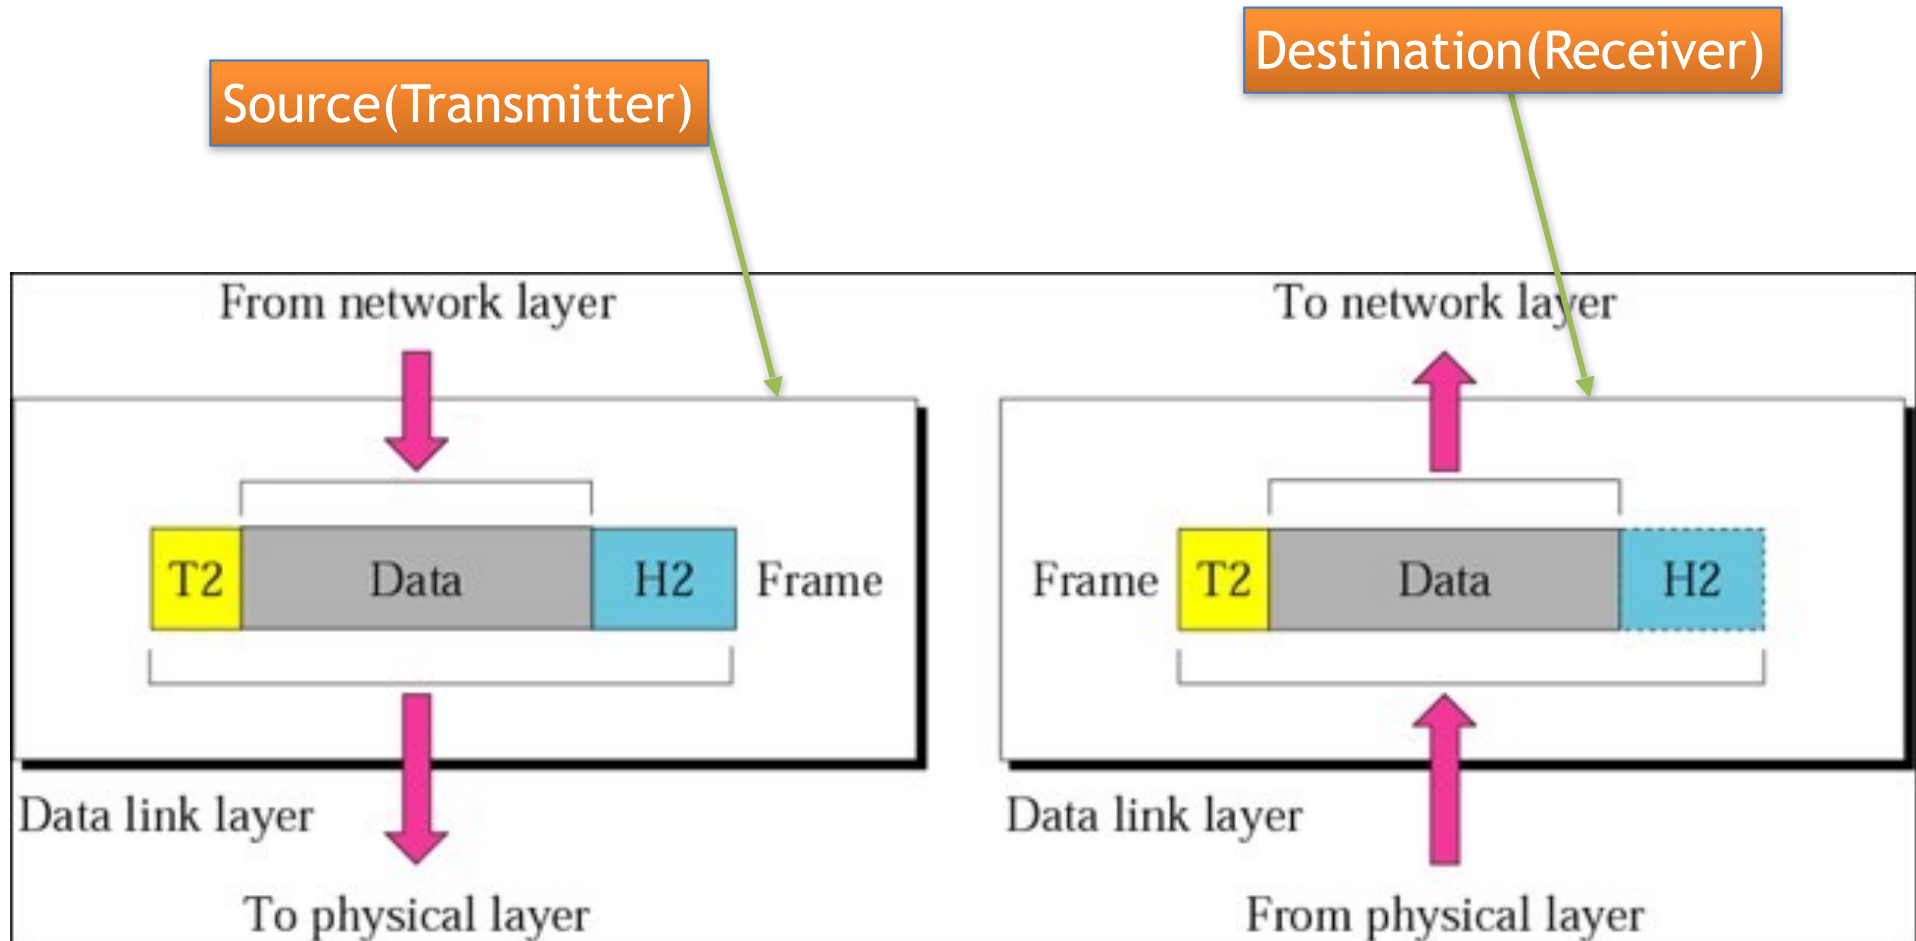 Source(Transmitter)
Destination(Receiver)
From network layer
To network layer
T2 Data H2 Frame
Frame T2 Data H2
Data link layer
Data link layer
To physical layer
From physical layer